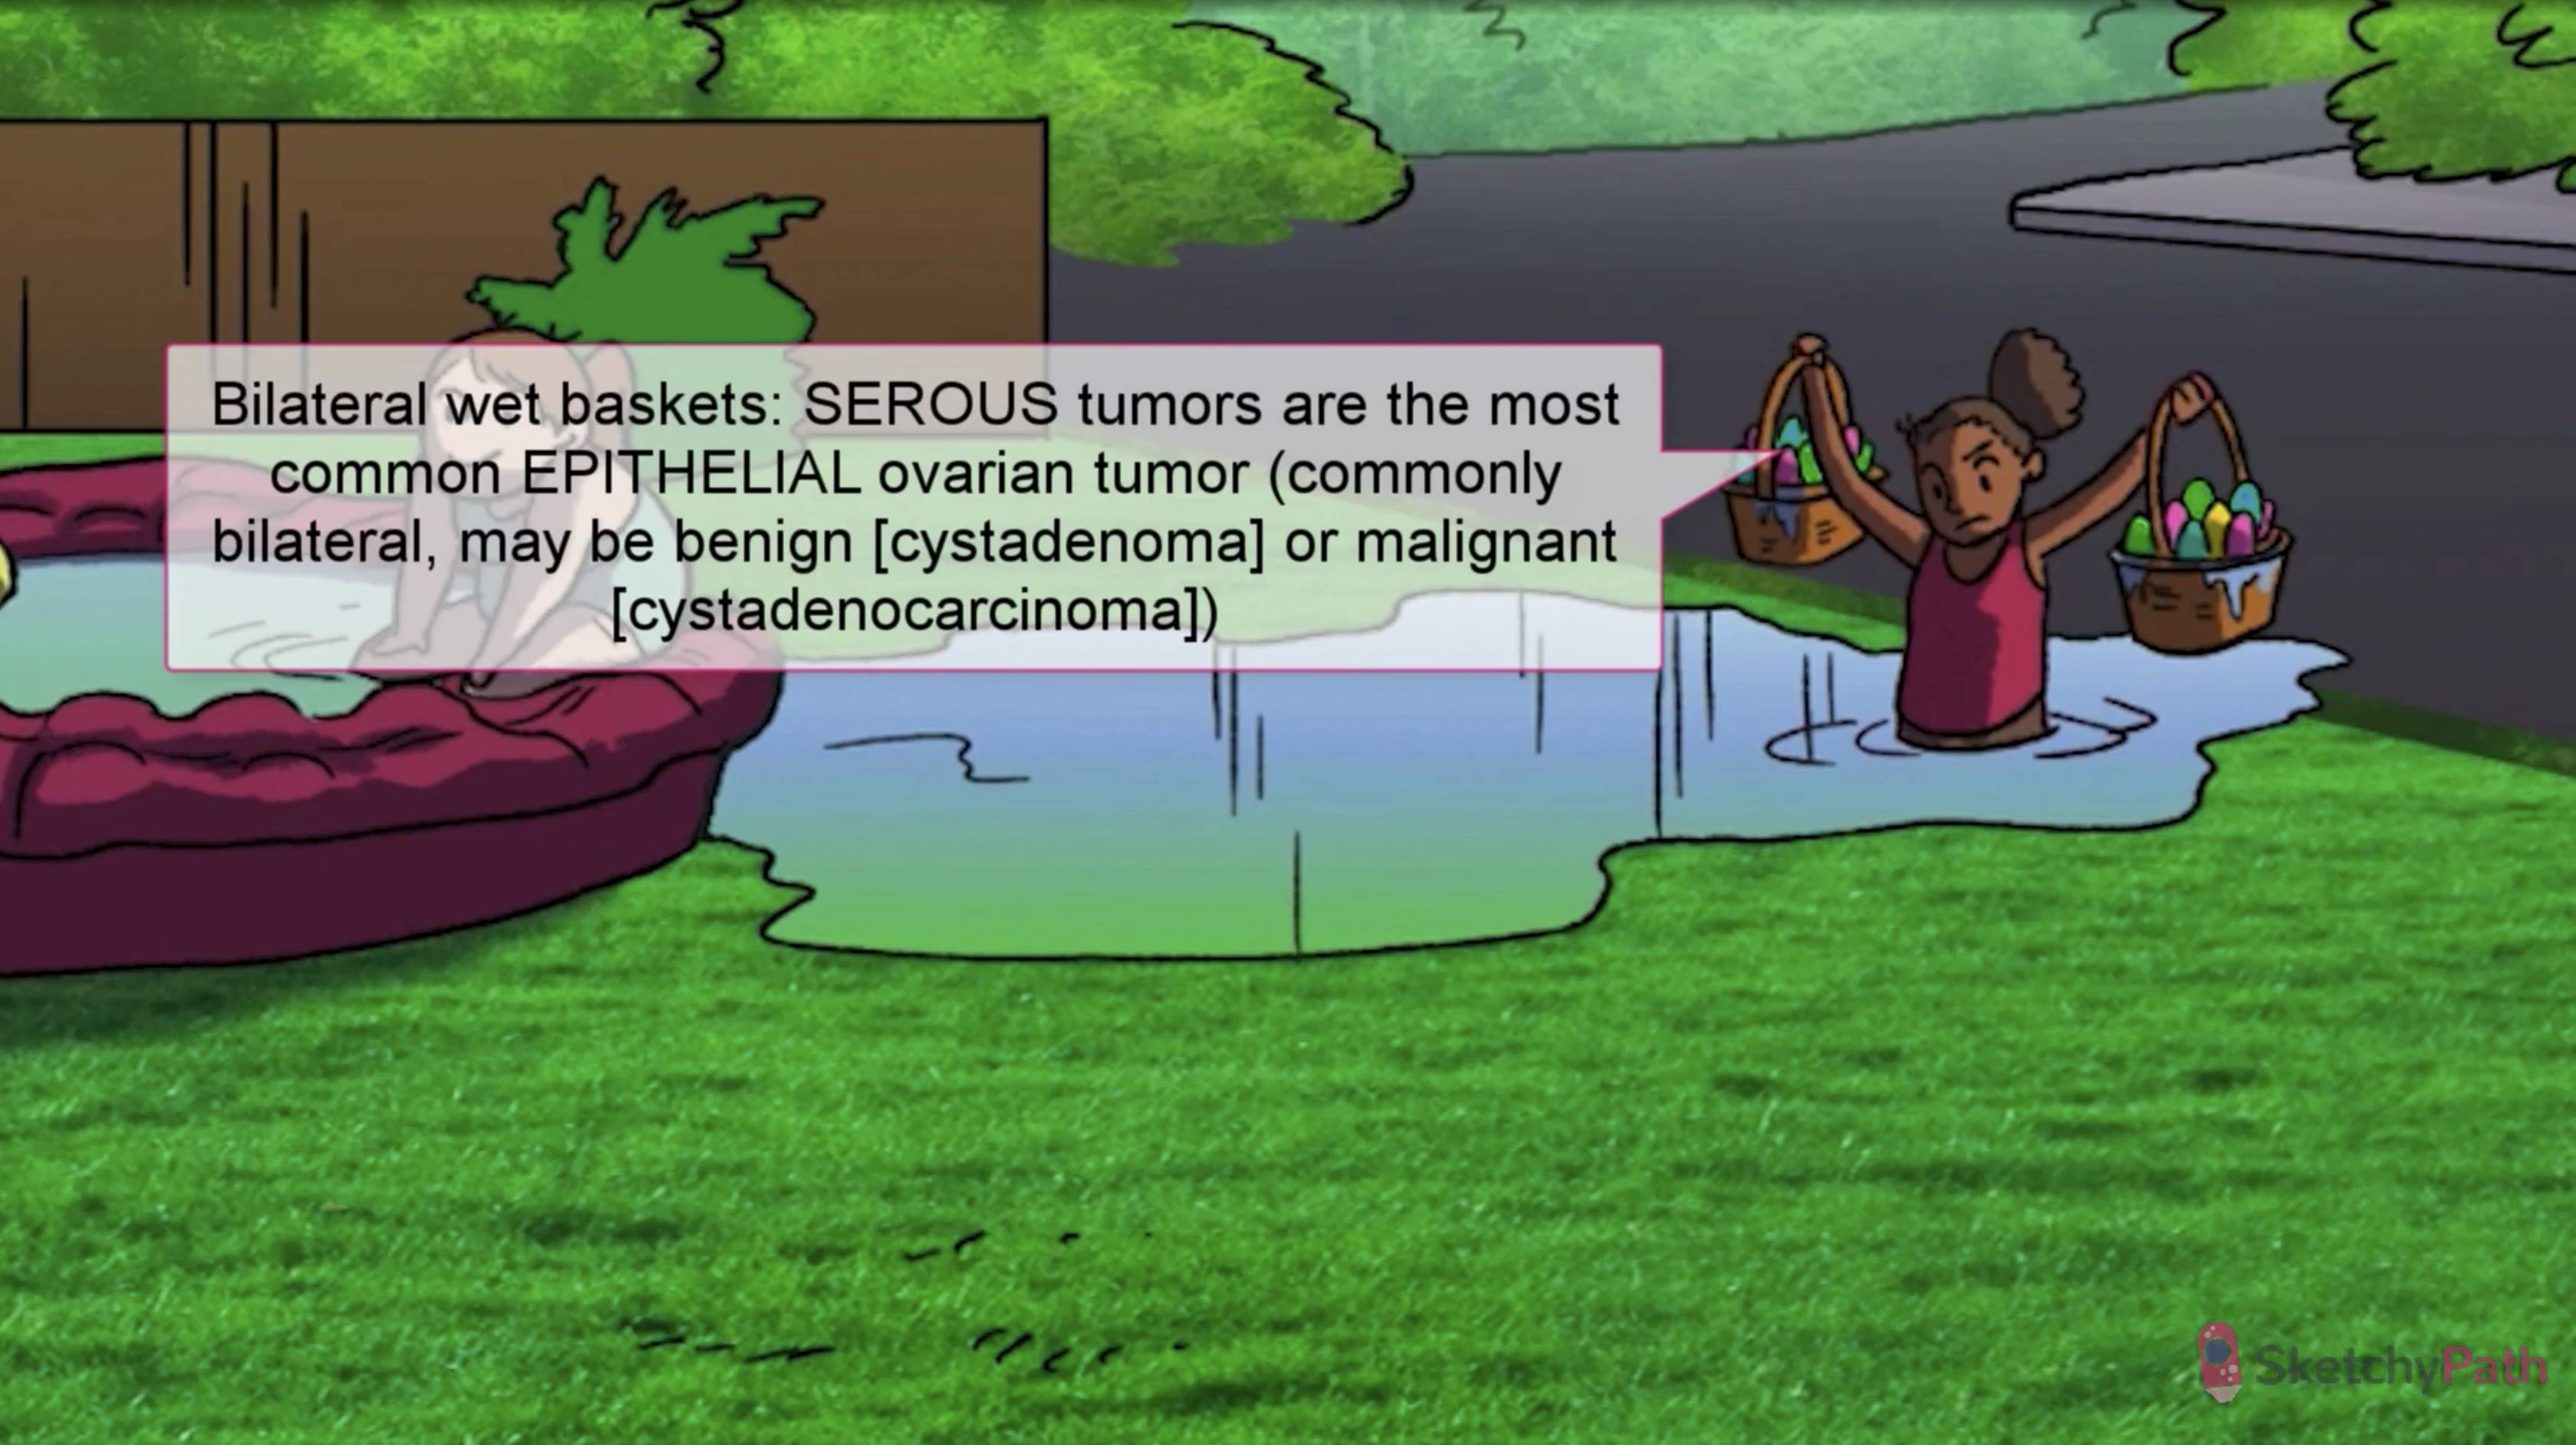 Bilateral wet baskets: SEROUS tumors are the most
common EPITHELIAL ovarian tumor (commonly
bilateral, may be benign [cystadenoma] or malignant
[cystadenocarcinoma])
SketchyPath